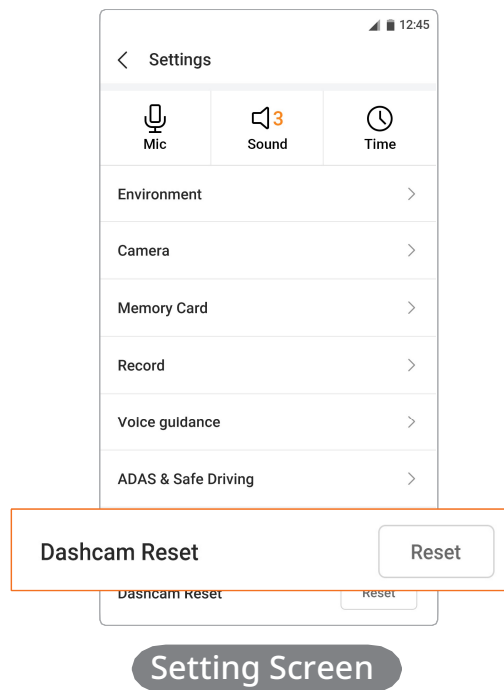 12:45
Settings
3
Mic Sound Time
Environment
Camera
Memory Card
Record
Voice guidance
ADAS & Safe Driving
Dashcam Reset Reset
Dashcam Reset Reset
Setting Screen